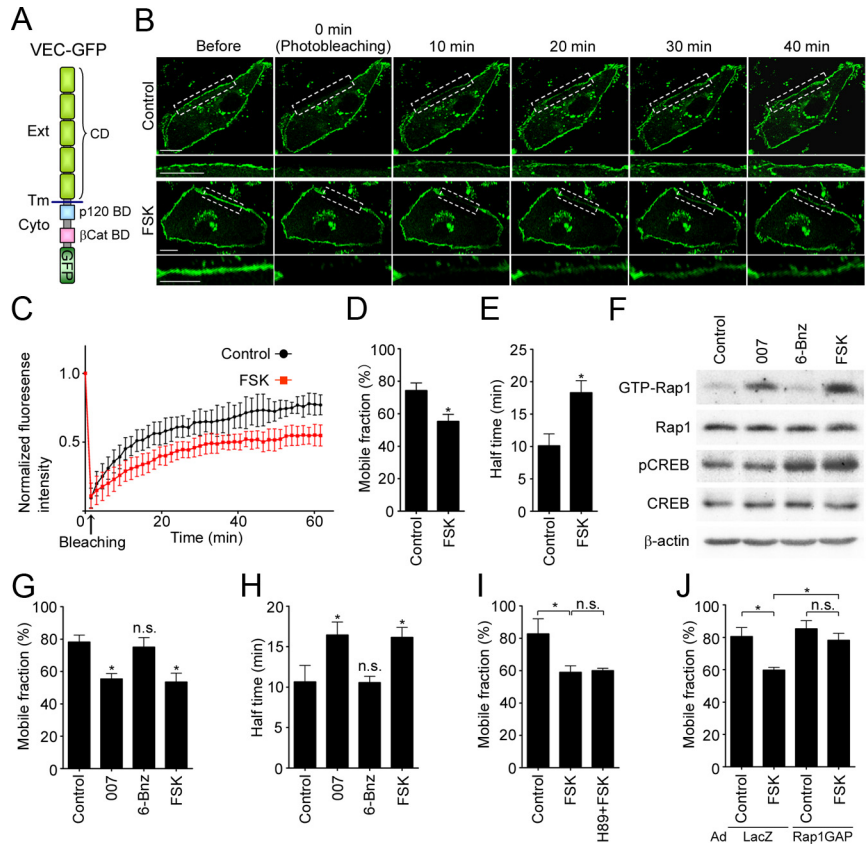 A
VEC-GFP
Ext
CD
Tm
Cyto
p120 BD
βCat BD
GFP
B
Before
0 min
(Photobleaching)
10 min
20 min
30 min
40 min
Control
FSK
C
Normalized fluoresense
intensity
1.0
0.5
0
20
40
60
Control
FSK
Bleaching
Time (min)
D
Mobile fraction (%)
100
80
60
40
20
0
*
Control
FSK
E
Half time (min)
25
20
15
10
5
0
*
Control
FSK
F
Control
007
6-Bnz
FSK
GTP-Rap1
Rap1
pCREB
CREB
β-actin
G
Mobile fraction (%)
100
80
60
40
20
0
*
n.s.
*
Control
007
6-Bnz
FSK
H
Half time (min)
20
15
10
5
0
*
n.s.
*
Control
007
6-Bnz
FSK
I
Mobile fraction (%)
100
80
60
40
20
0
*
n.s.
Control
FSK
H89+FSK
J
Mobile fraction (%)
100
80
60
40
20
0
*
*
n.s.
Control
FSK
Control
FSK
Ad
LacZ
Rap1GAP